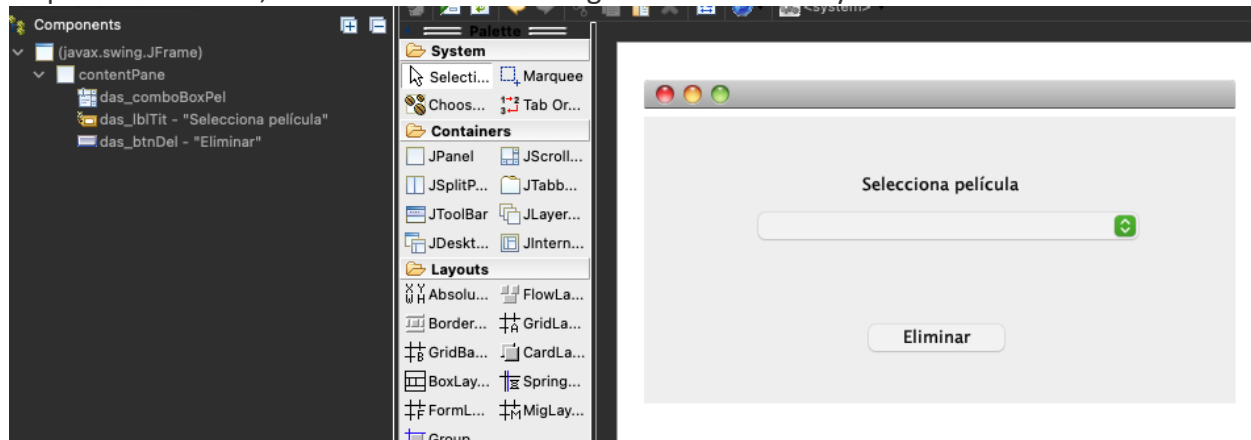 <system>
Components
Palette
(javax.swing.JFrame)
contentPane
das_comboBoxPel
das_lblTit - "Selecciona película"
das_btnDel - "Eliminar"
System
Selecti... Marquee
Choos... Tab Or...
Containers
JPanel JScroll...
JSplitP... JTabb...
JToolBar JLayer...
JDeskt... JIntern...
Layouts
Absolu... FlowLa...
Border... GridLa...
GridBa... CardLa...
BoxLay... Spring...
FormL... MigLay...
Group
Selecciona película
Eliminar